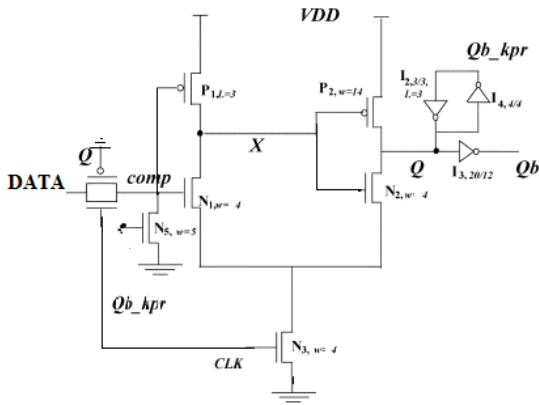 VDD
Qb_kpr
P1,L=3
P2, w=14
I2,3/3,
L=3
I4,4/4
X
Q
DATA
comp
Q
Qb
N1,w= 4
N2,w= 4
I3,20/12
N5, w=5
Qb_kpr
N3, w= 4
CLK